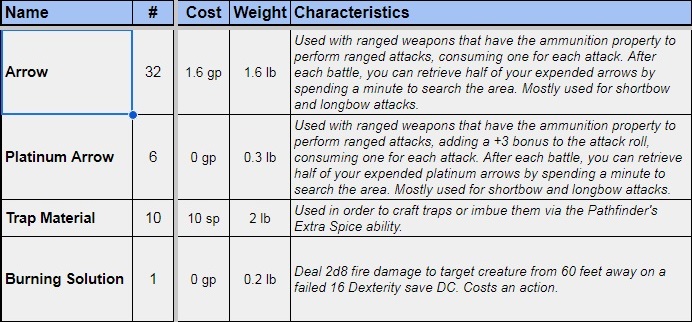 Name # Cost Weight Characteristics
Used with ranged weapons that have the ammunition property to
perform ranged attacks, consuming one for each attack. After
Arrow 32 1.6 gp 1.6 lb each battle, you can retrieve half of your expended arrows by
spending a minute to search the area. Mostly used for shortbow
and longbow attacks.
Used with ranged weapons that have the ammunition property to
perform ranged attacks, adding a +3 bonus to the attack roll,
Platinum Arrow 6 0 gp 0.3 lb consuming one for each attack. After each battle, you can retrieve
half of your expended platinum arrows by spending a minute to
search the area. Mostly used for shortbow and longbow attacks.
Trap Material 10 10 sp 2 lb Used in order to craft traps or imbue them via the Pathfinder's
Extra Spice ability.
Burning Solution 1 0 gp 0.2 lb Deal 2d8 fire damage to target creature from 60 feet away on a
failed 16 Dexterity save DC. Costs an action.